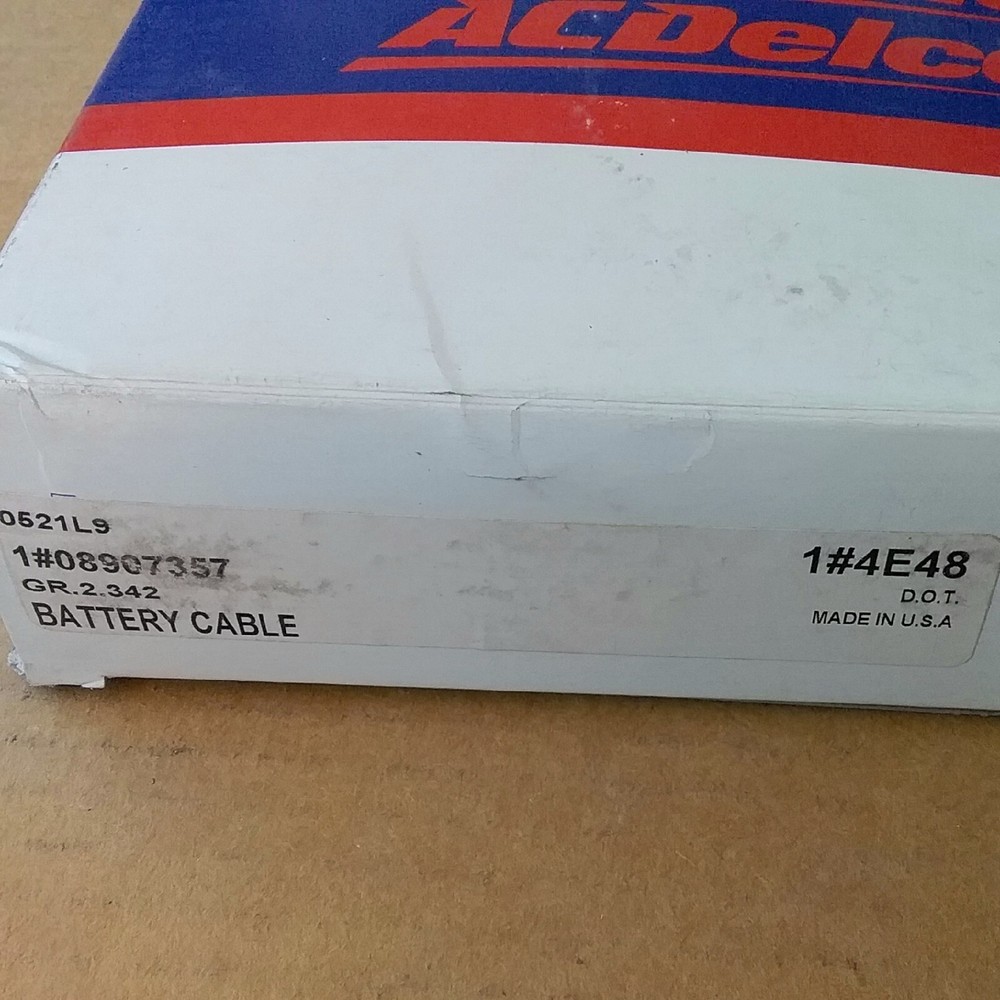 ACDelco
0521L9
1#08907357
GR.2.342
BATTERY CABLE
1#4E48
D.O.T.
MADE IN U.S.A